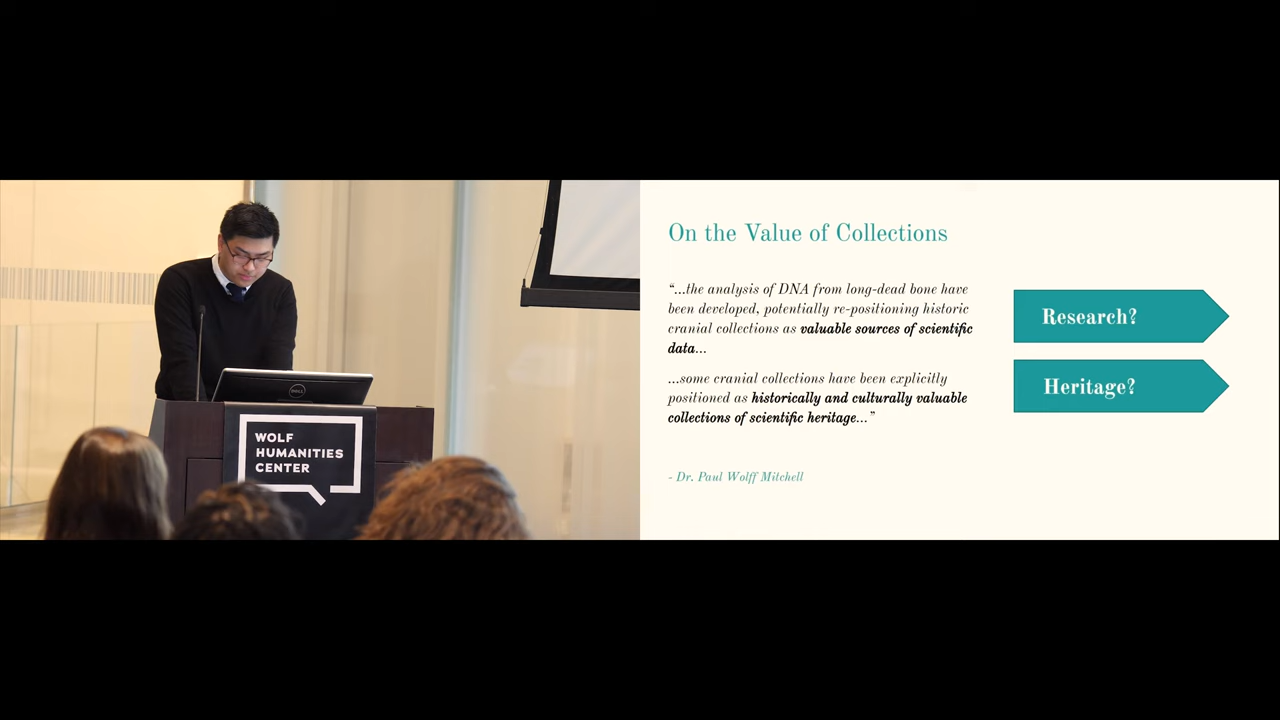 DELL
WOLF
HUMANITIES
CENTER
On the Value of Collections
“...the analysis of DNA from long-dead bone have
been developed, potentially re-positioning historic
cranial collections as valuable sources of scientific
data...
...some cranial collections have been explicitly
positioned as historically and culturally valuable
collections of scientific heritage...”
- Dr. Paul Wolff Mitchell
Research?
Heritage?